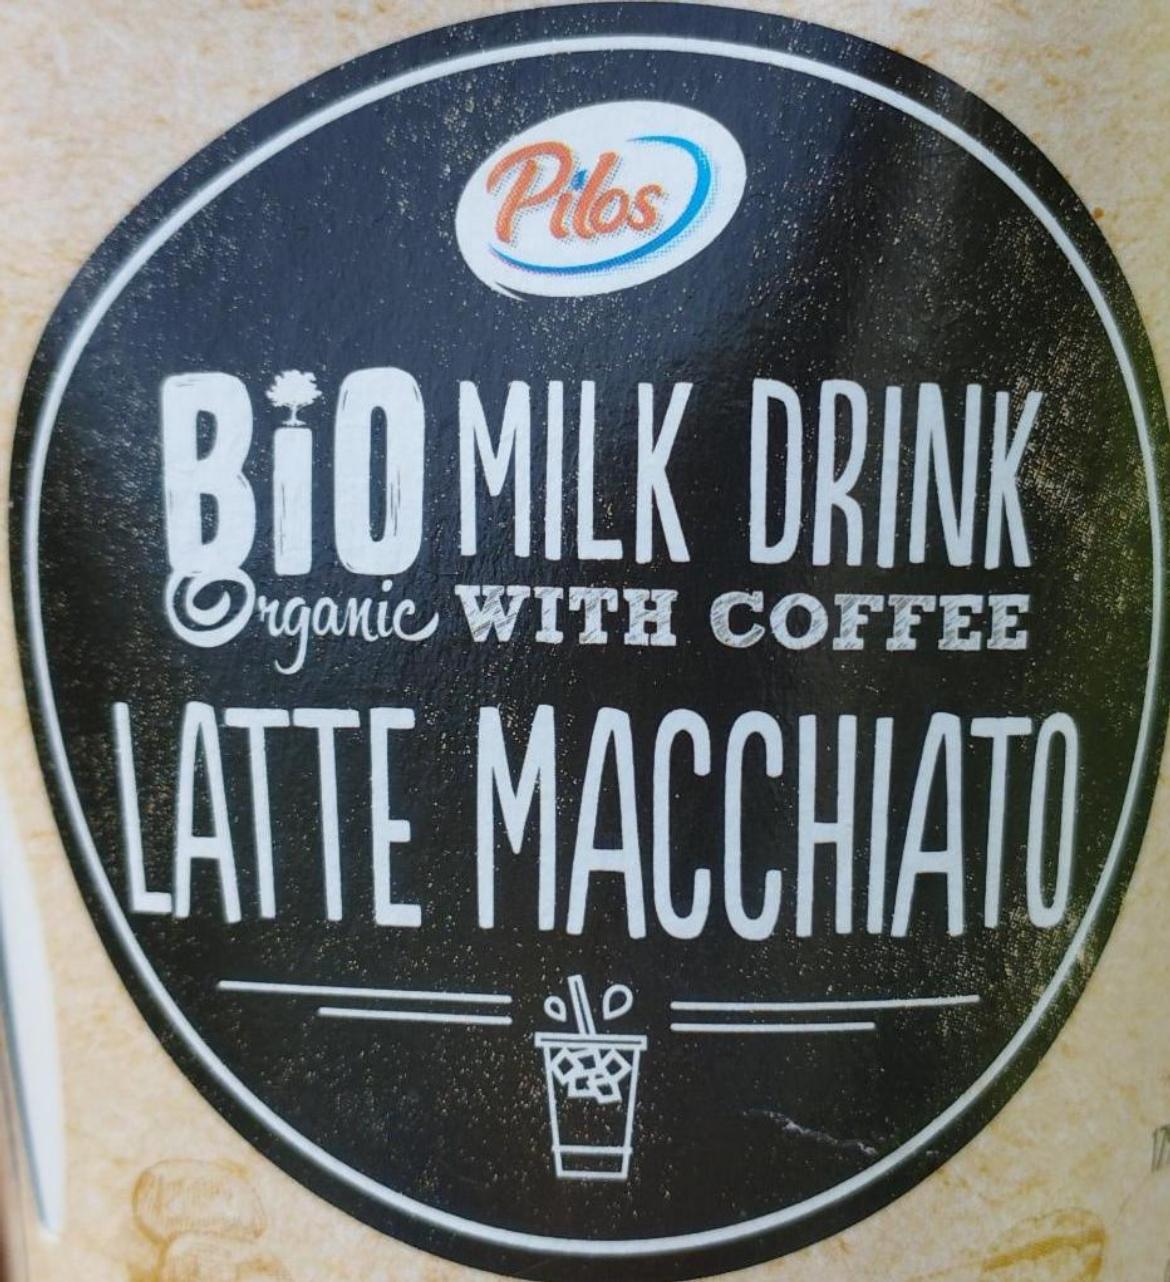 Pilos
BiO MILK DRINK
Organic WITH COFFEE
LATTE MACCHIATO